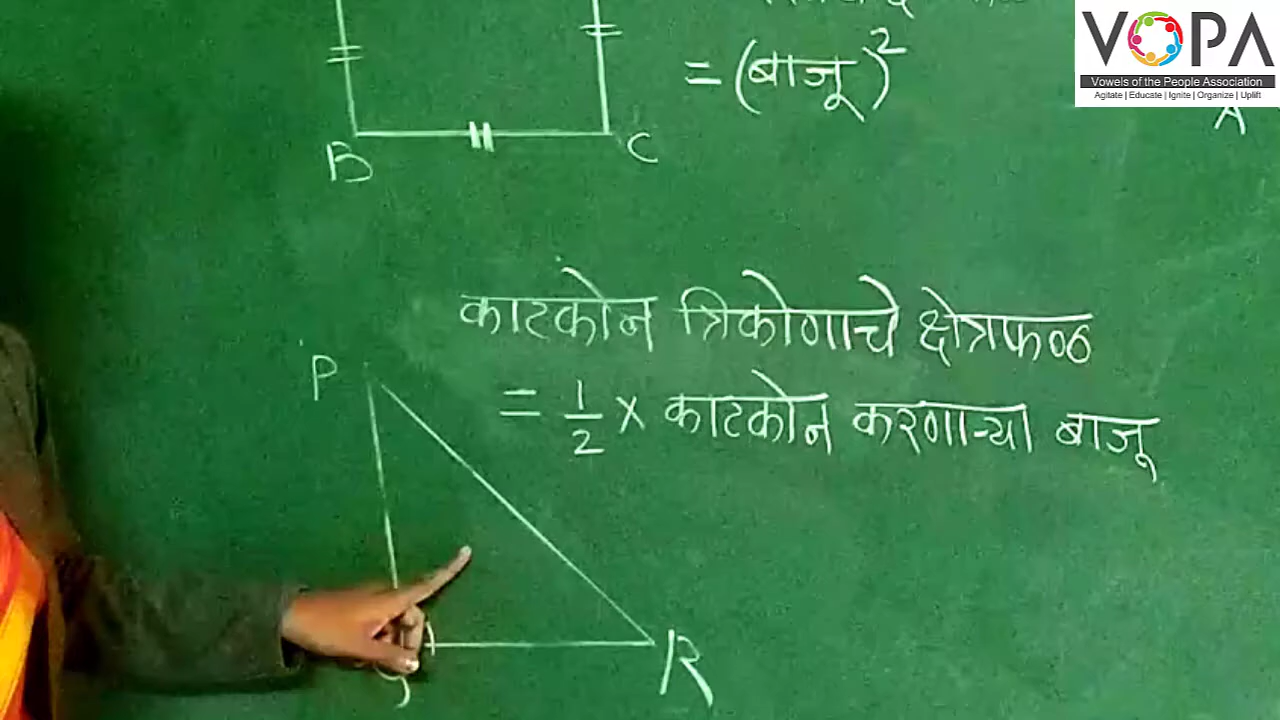 = (बाजू)²
B
C
A
काटकोन त्रिकोणाचे क्षेत्रफळ
= 1/2 × काटकोन करणाऱ्या बाजू
P
R
VOPA
Vowels of the People Association
Agitate | Educate | Ignite | Organize | Uplift